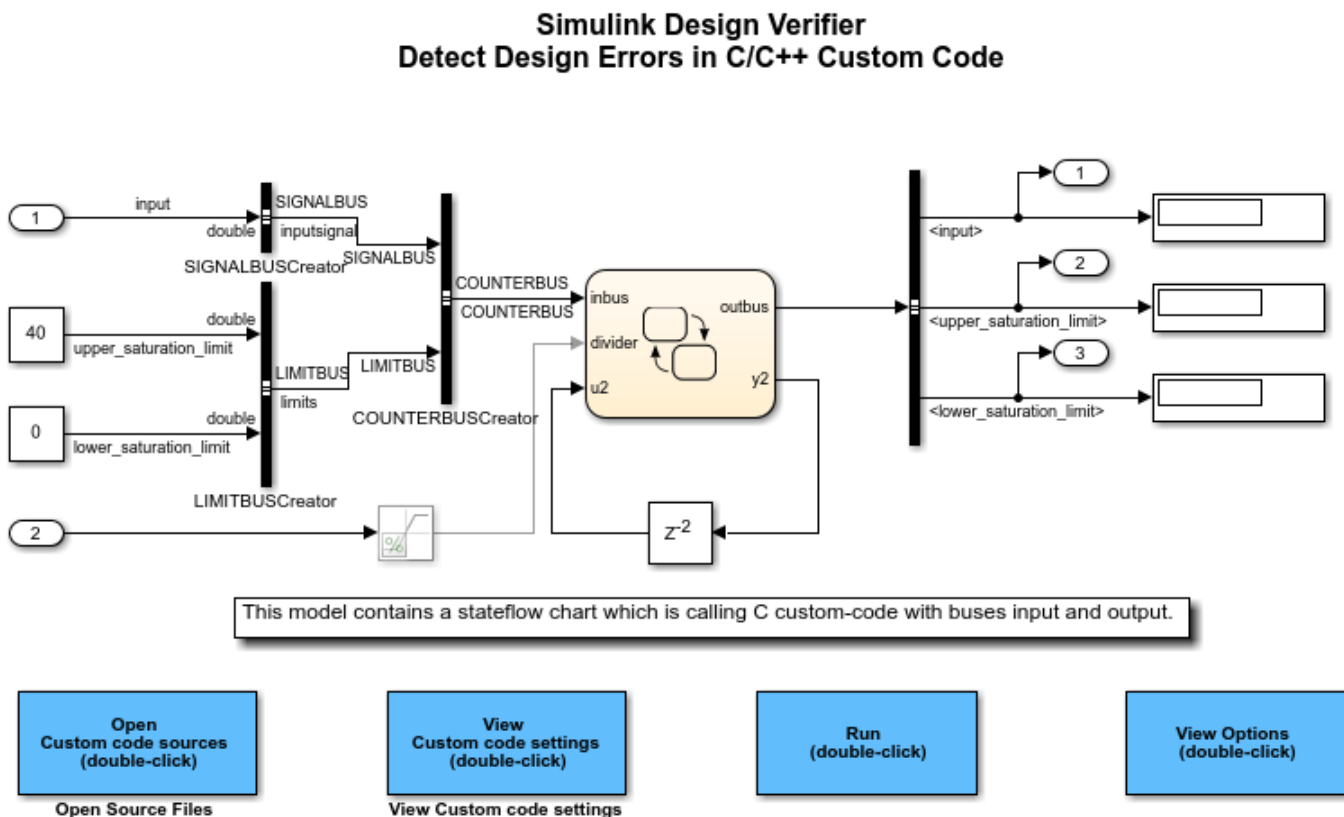 Simulink Design Verifier
Detect Design Errors in C/C++ Custom Code
1
input
double
SIGNALBUS
inputsignal
SIGNALBUS
SIGNALBUSCreator
40
double
upper_saturation_limit
0
double
lower_saturation_limit
LIMITBUS
limits
LIMITBUS
LIMITBUSCreator
COUNTERBUS
COUNTERBUS
COUNTERBUSCreator
2
%
inbus
divider
u2
outbus
y2
Z-2
1
<input>
2
<upper_saturation_limit>
3
<lower_saturation_limit>
This model contains a stateflow chart which is calling C custom-code with buses input and output.
Open
Custom code sources
(double-click)
Open Source Files
View
Custom code settings
(double-click)
View Custom code settings
Run
(double-click)
View Options
(double-click)